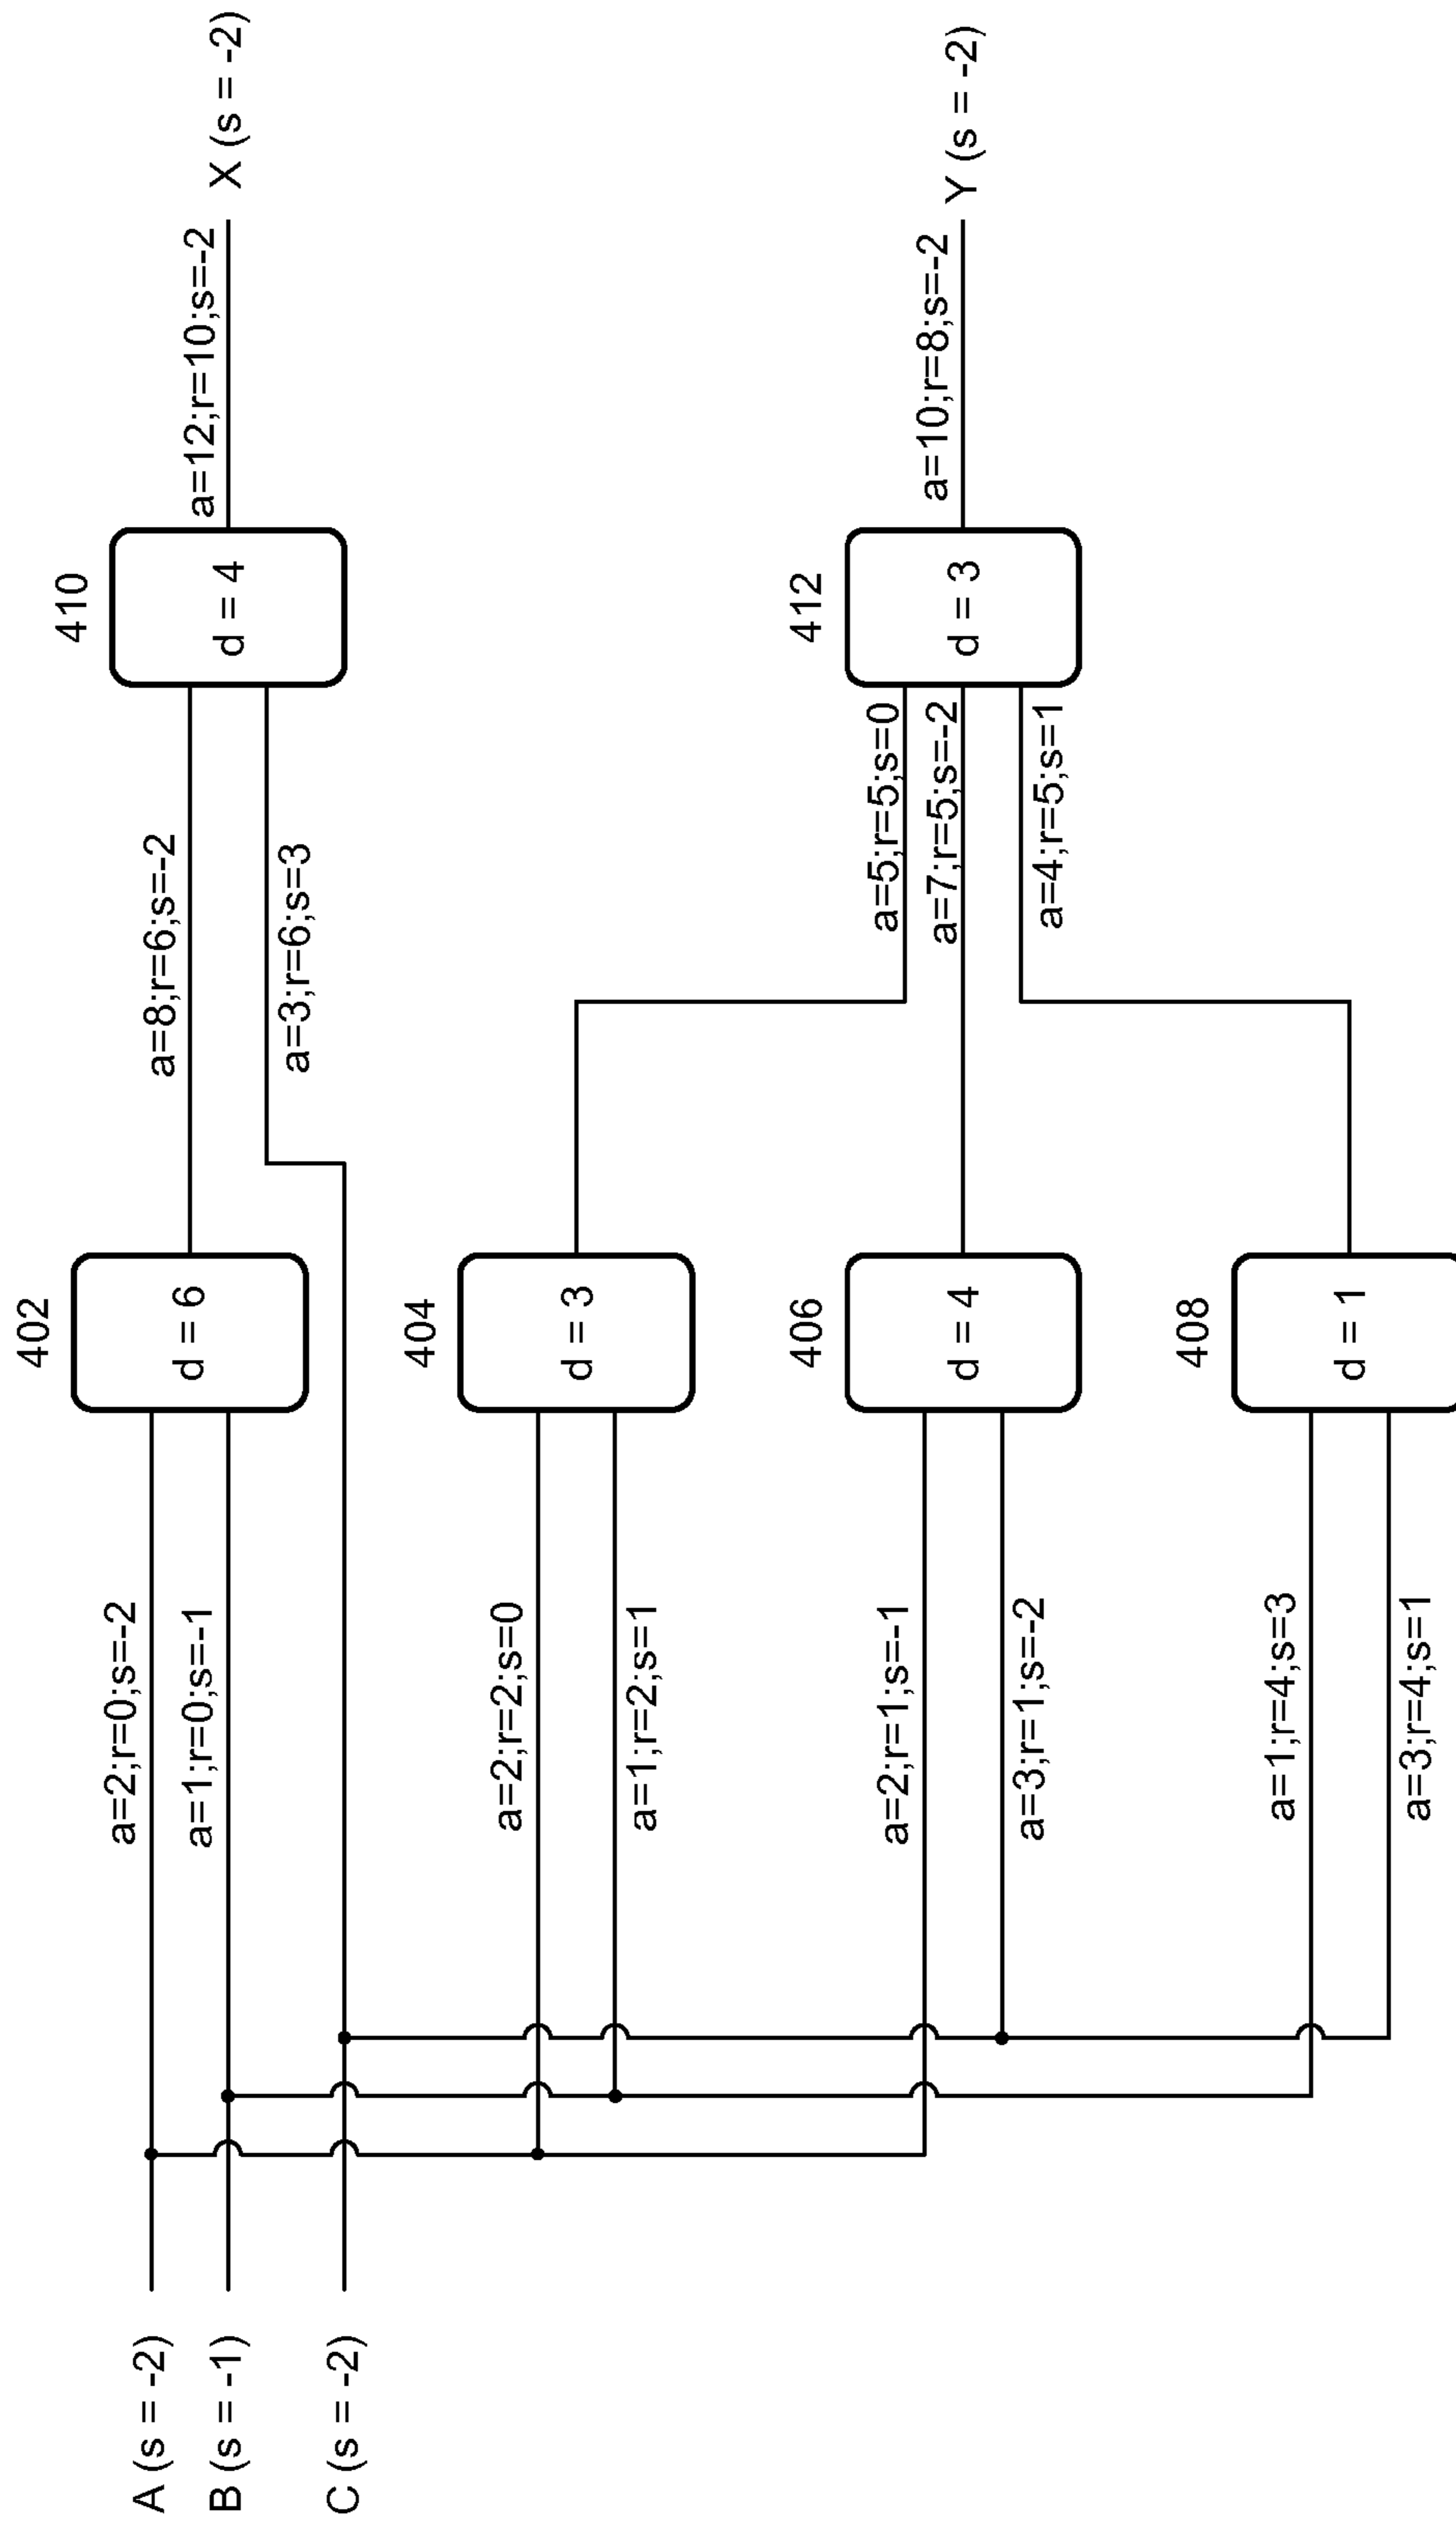 A (s = -2)
B (s = -1)
C (s = -2)
a=2;r=0;s=-2
a=1;r=0;s=-1
402
d = 6
a=8;r=6;s=-2
a=3;r=6;s=3
410
d = 4
a=12;r=10;s=-2
X (s = -2)
a=2;r=2;s=0
a=1;r=2;s=1
404
d = 3
a=2;r=1;s=-1
a=3;r=1;s=-2
406
d = 4
a=5;r=5;s=0
a=7;r=5;s=-2
a=4;r=5;s=1
412
d = 3
a=10;r=8;s=-2
Y (s = -2)
a=1;r=4;s=3
a=3;r=4;s=1
408
d = 1